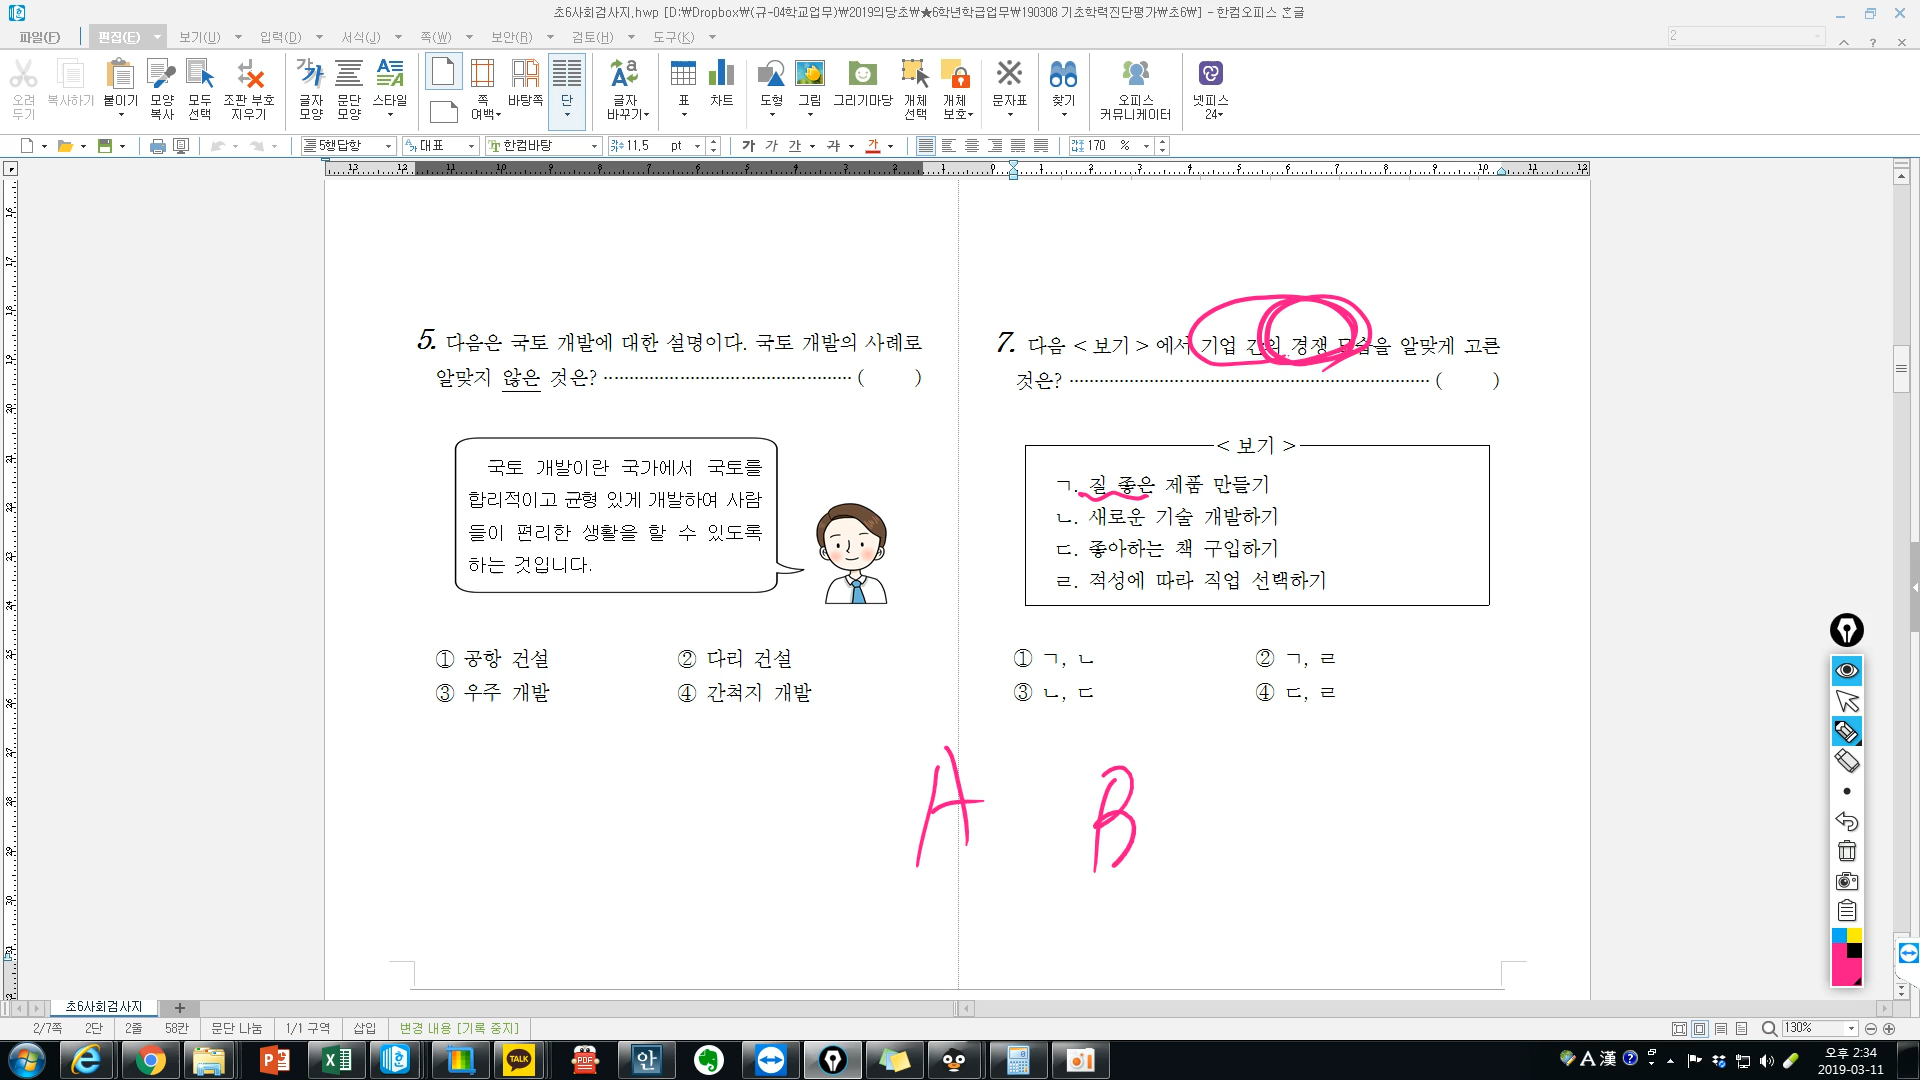 초6사회검사지.hwp [D:₩Dropbox₩(규-04학교업무)₩2019의당초₩★6학년학급업무₩190308 기초학력진단평가₩초6₩] - 한컴오피스 한글
파일(F) 편집(E) 보기(U) 입력(D) 서식(J) 쪽(W) 보안(R) 검토(H) 도구(K)
2
오려 두기
복사하기
붙이기
모양 복사
모두 선택
조판 부호 지우기
글자 모양
문단 모양
스타일
쪽 여백
바탕쪽
단
글자 바꾸기
표
차트
도형
그림
그리기마당
개체 선택
개체 보호
문자표
찾기
오피스 커뮤니케이터
넷피스 24
5행답항 대표 한컴바탕 11.5 pt 가 가 가 가 가 170 %
5. 다음은 국토 개발에 대한 설명이다. 국토 개발의 사례로
알맞지 않은 것은? ( )
국토 개발이란 국가에서 국토를
합리적이고 균형 있게 개발하여 사람
들이 편리한 생활을 할 수 있도록
하는 것입니다.
① 공항 건설 ② 다리 건설
③ 우주 개발 ④ 간척지 개발
7. 다음 < 보기 > 에서 기업 간의 경쟁 모습을 알맞게 고른
것은? ( )
< 보기 >
ㄱ. 질 좋은 제품 만들기
ㄴ. 새로운 기술 개발하기
ㄷ. 좋아하는 책 구입하기
ㄹ. 적성에 따라 직업 선택하기
① ㄱ, ㄴ ② ㄱ, ㄹ
③ ㄴ, ㄷ ④ ㄷ, ㄹ
A B
초6사회검사지
2/7쪽 2단 2줄 58칸 문단 나눔 1/1 구역 삽입 변경 내용 [기록 중지]
130%
TALK
PDF
안
A 漢
오후 2:34
2019-03-11